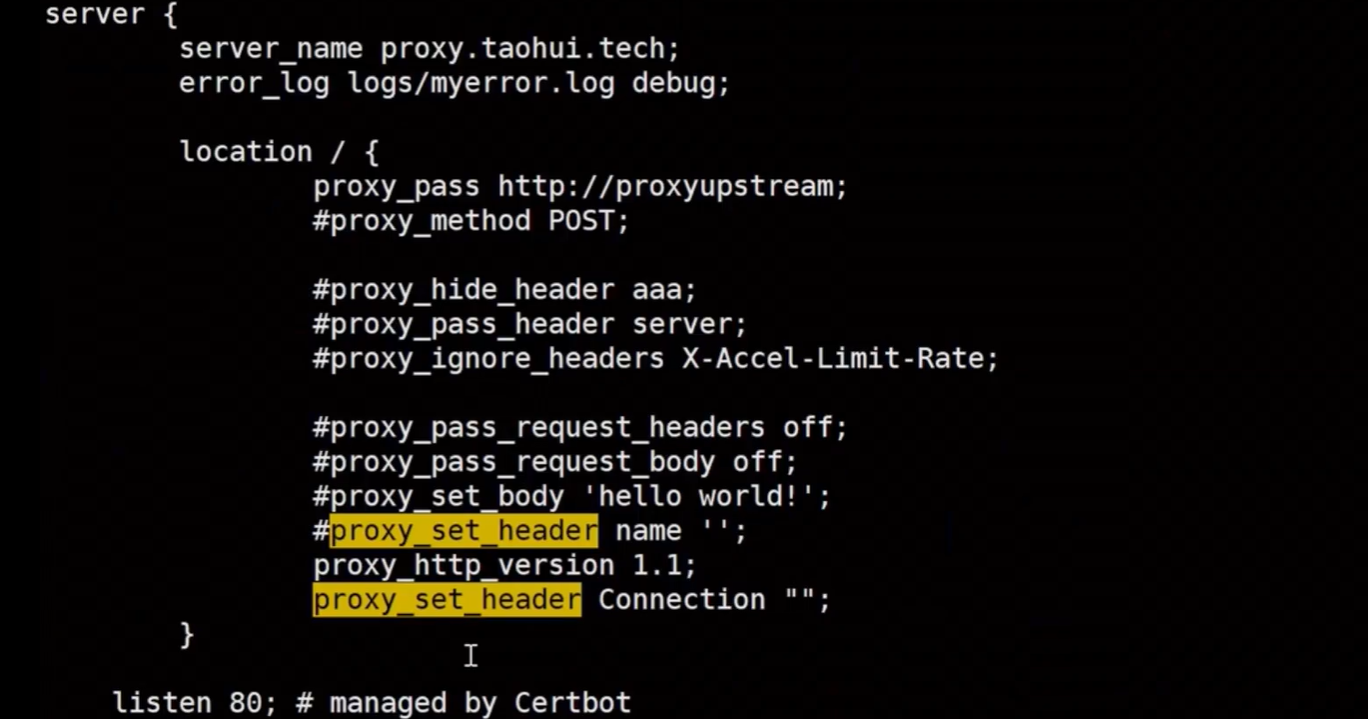 server {
server_name proxy.taohui.tech;
error_log logs/myerror.log debug;
location / {
proxy_pass http://proxyupstream;
#proxy_method POST;
#proxy_hide_header aaa;
#proxy_pass_header server;
#proxy_ignore_headers X-Accel-Limit-Rate;
#proxy_pass_request_headers off;
#proxy_pass_request_body off;
#proxy_set_body 'hello world!';
#proxy_set_header name '';
proxy_http_version 1.1;
proxy_set_header Connection "";
}
listen 80; # managed by Certbot